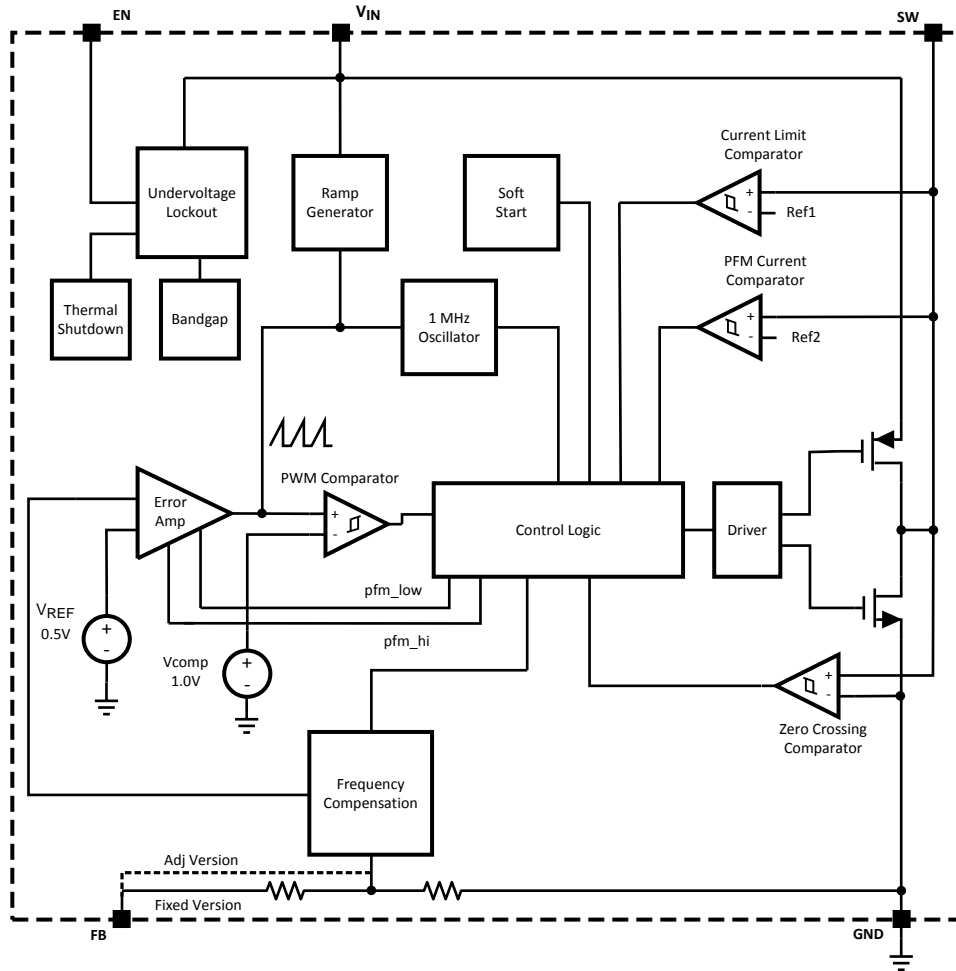 EN
VIN
SW
Current Limit
Comparator
Undervoltage
Lockout
Ramp
Generator
Soft
Start
+
-
Ref1
PFM Current
Comparator
Thermal
Shutdown
Bandgap
1 MHz
Oscillator
+
-
Ref2
PWM Comparator
Error
Amp
+
-
Control Logic
Driver
pfm_low
VREF
0.5V
+
-
pfm_hi
Vcomp
1.0V
+
-
+
-
Zero Crossing
Comparator
Frequency
Compensation
Adj Version
Fixed Version
FB
GND